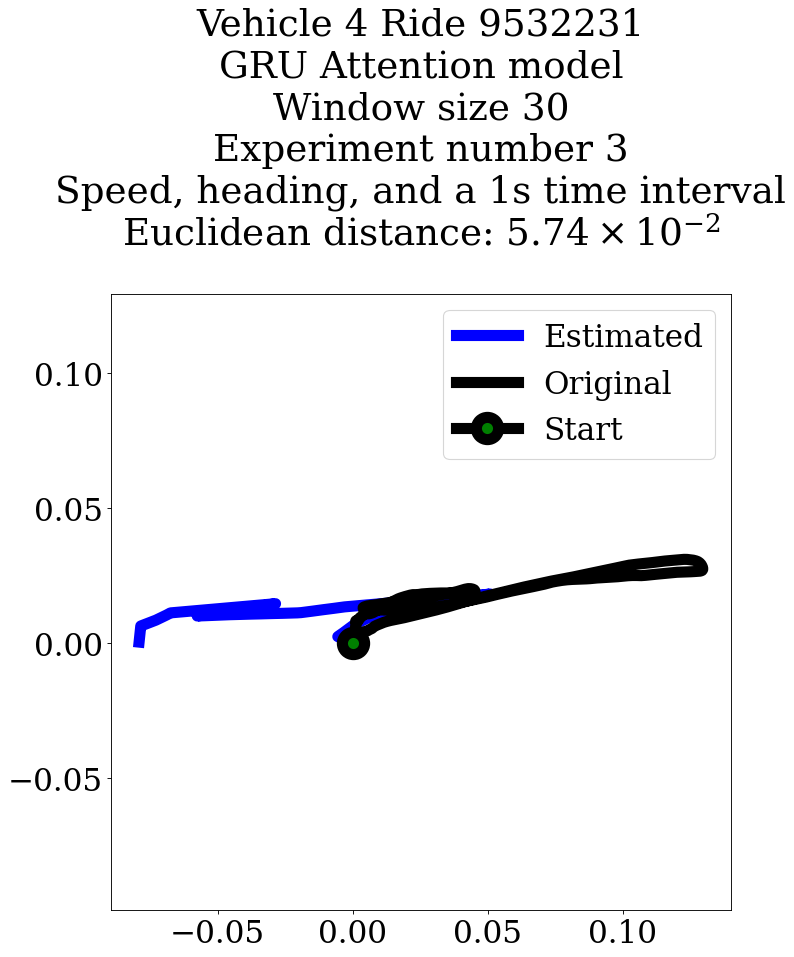 Vehicle 4 Ride 9532231
GRU Attention model
Window size 30
Experiment number 3
Speed, heading, and a 1s time interval
Euclidean distance: 5.74 × 10⁻²
Estimated
Original
Start
0.10
0.05
0.00
−0.05
−0.05 0.00 0.05 0.10